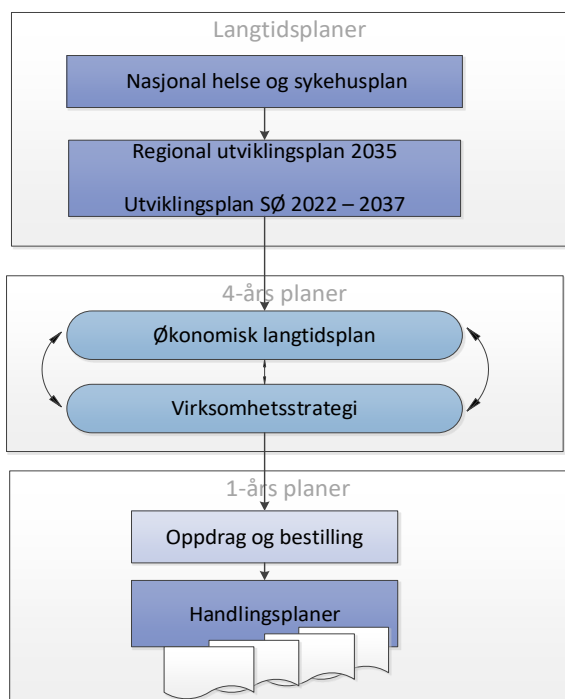 Langtidsplaner
Nasjonal helse og sykehusplan
Regional utviklingsplan 2035
Utviklingsplan SØ 2022 – 2037
4-års planer
Økonomisk langtidsplan
Virksomhetsstrategi
1-års planer
Oppdrag og bestilling
Handlingsplaner